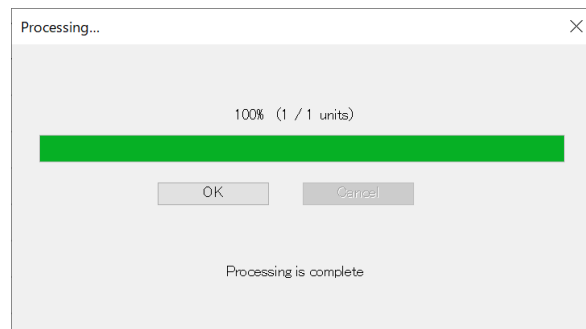 Processing...
100% (1 / 1 units)
OK
Cancel
Processing is complete